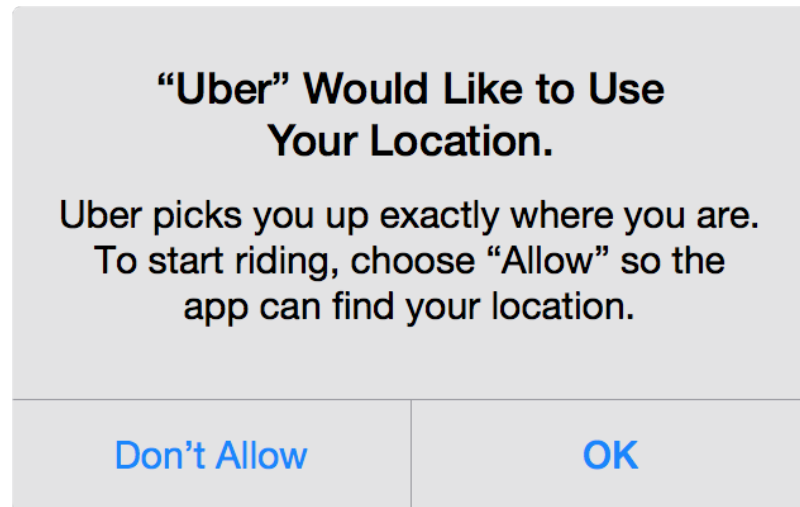 “Uber” Would Like to Use
Your Location.
Uber picks you up exactly where you are.
To start riding, choose “Allow” so the
app can find your location.
Don’t Allow
OK